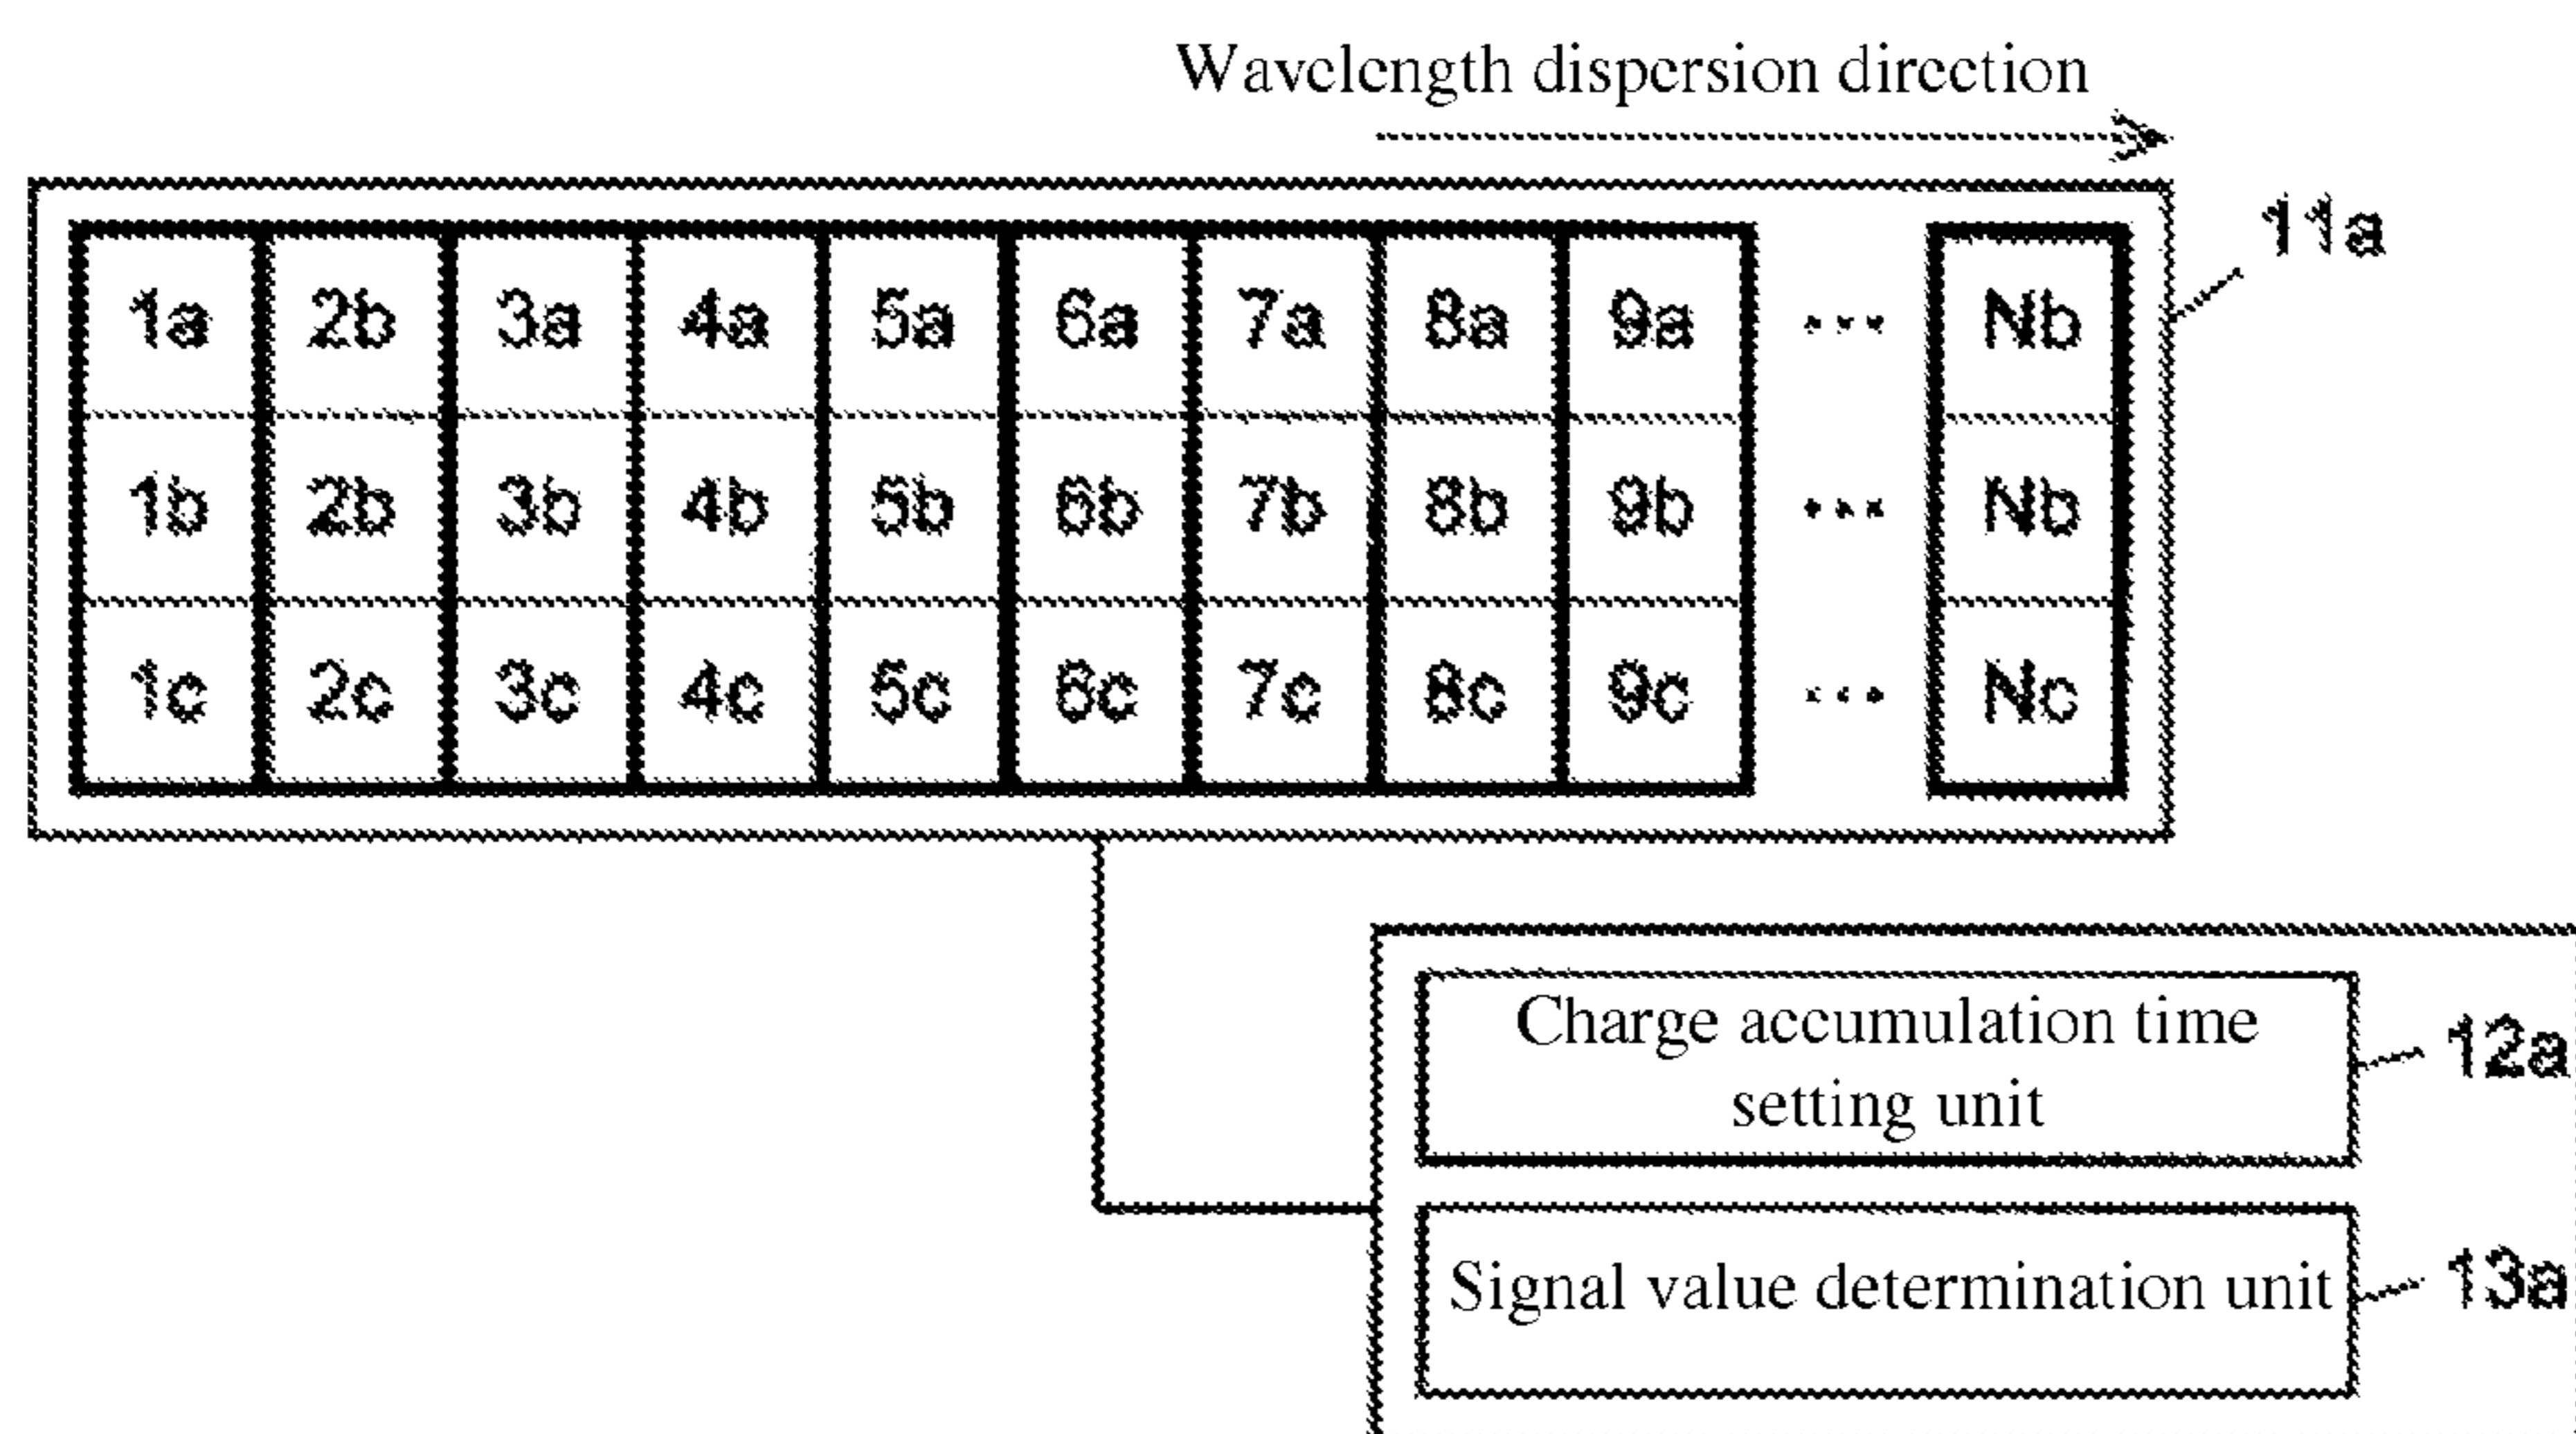 Wavelength dispersion direction
11a
1a 2b 3a 4a 5a 6a 7a 8a 9a ... Nb
1b 2b 3b 4b 5b 6b 7b 8b 9b ... Nb
1c 2c 3c 4c 5c 6c 7c 8c 9c ... Nc
Charge accumulation time
setting unit
12a
Signal value determination unit
13a